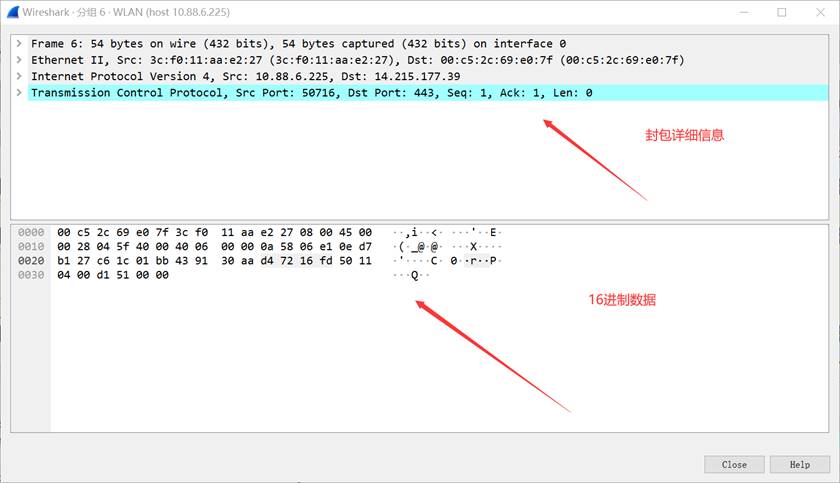 Wireshark · 分组 6 · WLAN (host 10.88.6.225)
Frame 6: 54 bytes on wire (432 bits), 54 bytes captured (432 bits) on interface 0
Ethernet II, Src: 3c:f0:11:aa:e2:27 (3c:f0:11:aa:e2:27), Dst: 00:c5:2c:69:e0:7f (00:c5:2c:69:e0:7f)
Internet Protocol Version 4, Src: 10.88.6.225, Dst: 14.215.177.39
Transmission Control Protocol, Src Port: 50716, Dst Port: 443, Seq: 1, Ack: 1, Len: 0
封包详细信息
0000 00 c5 2c 69 e0 7f 3c f0 11 aa e2 27 08 00 45 00 ··,i··<· ···'··E·
0010 00 28 04 5f 40 00 40 06 00 00 0a 58 06 e1 0e d7 ·(·_@·@· ···X····
0020 b1 27 c6 1c 01 bb 43 91 30 aa d4 72 16 fd 50 11 ·'····C· 0··r··P·
0030 04 00 d1 51 00 00 ···Q··
16进制数据
Close
Help